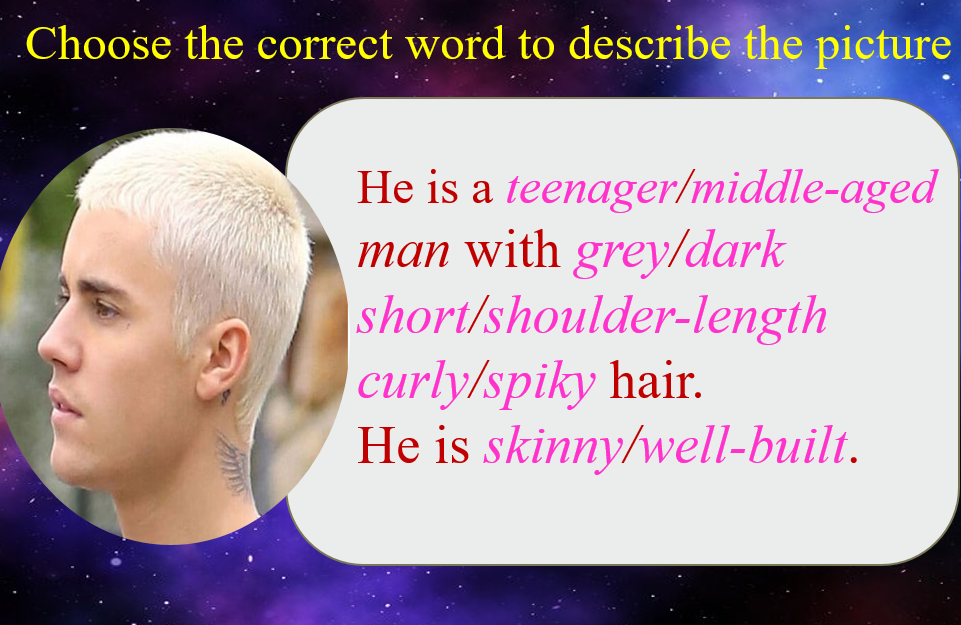 Choose the correct word to describe the picture
He is a teenager/middle-aged
man with grey/dark
short/shoulder-length
curly/spiky hair.
He is skinny/well-built.